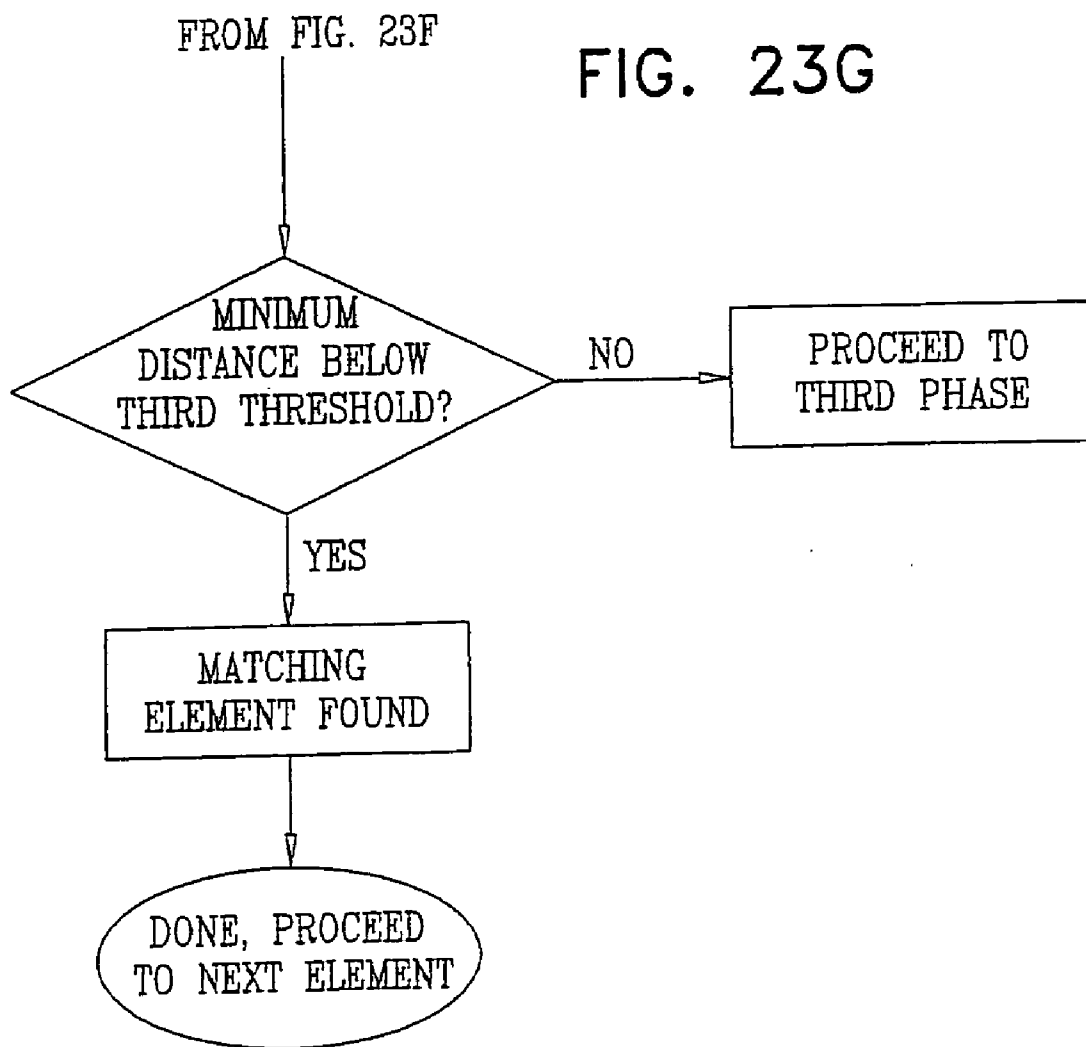 FROM FIG. 23F
FIG. 23G
MINIMUM
DISTANCE BELOW
THIRD THRESHOLD?
NO
PROCEED TO
THIRD PHASE
YES
MATCHING
ELEMENT FOUND
DONE, PROCEED
TO NEXT ELEMENT